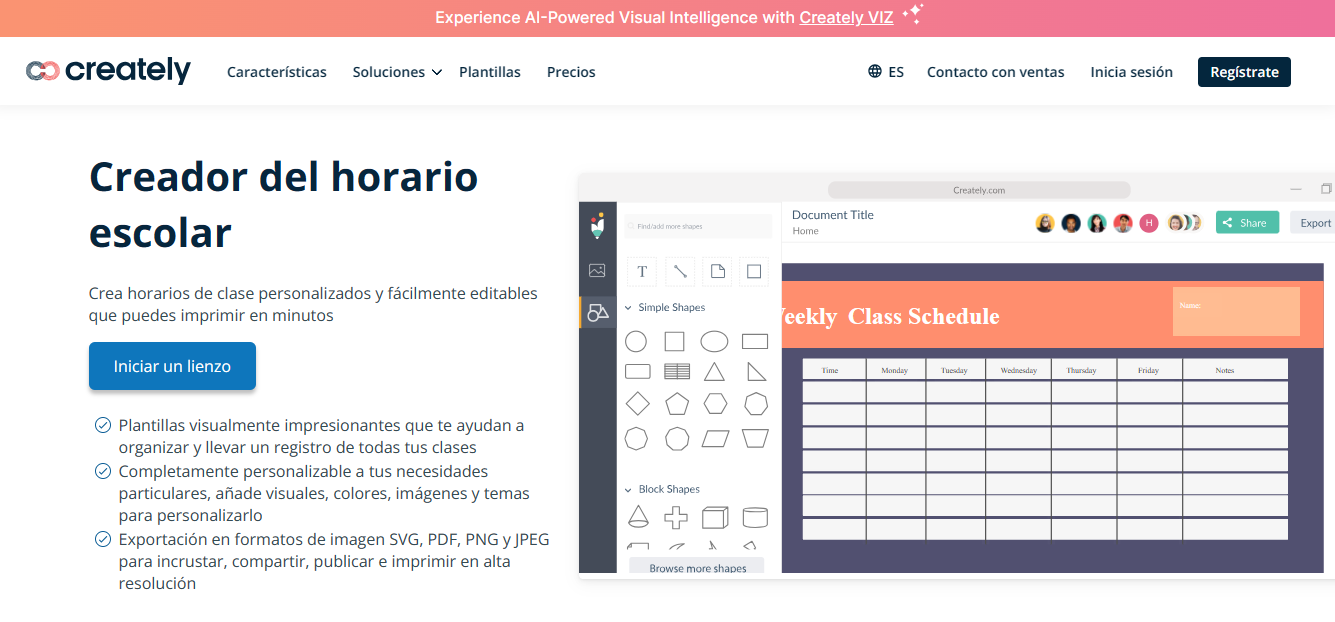 Experience AI-Powered Visual Intelligence with Creately VIZ
creately
Características
Soluciones
Plantillas
Precios
ES
Contacto con ventas
Inicia sesión
Regístrate
Creador del horario
escolar
Crea horarios de clase personalizados y fácilmente editables
que puedes imprimir en minutos
Iniciar un lienzo
Plantillas visualmente impresionantes que te ayudan a
organizar y llevar un registro de todas tus clases
Completamente personalizable a tus necesidades
particulares, añade visuales, colores, imágenes y temas
para personalizarlo
Exportación en formatos de imagen SVG, PDF, PNG y JPEG
para incrustar, compartir, publicar e imprimir en alta
resolución
Creately.com
Find/add more shapes
T
Simple Shapes
Block Shapes
Browse more shapes
Document Title
Home
H
Share
Export
Weekly Class Schedule
Name:
Time Monday Tuesday Wednesday Thursday Friday Notes